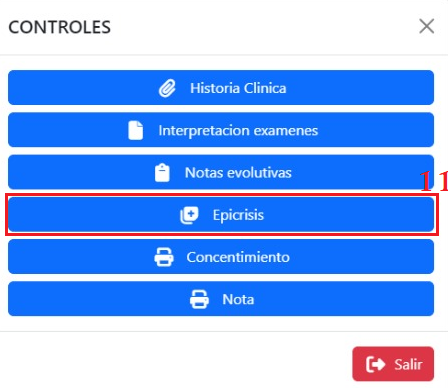 CONTROLES
Historia Clinica
Interpretacion examenes
Notas evolutivas
11
Epicrisis
Concentimiento
Nota
Salir